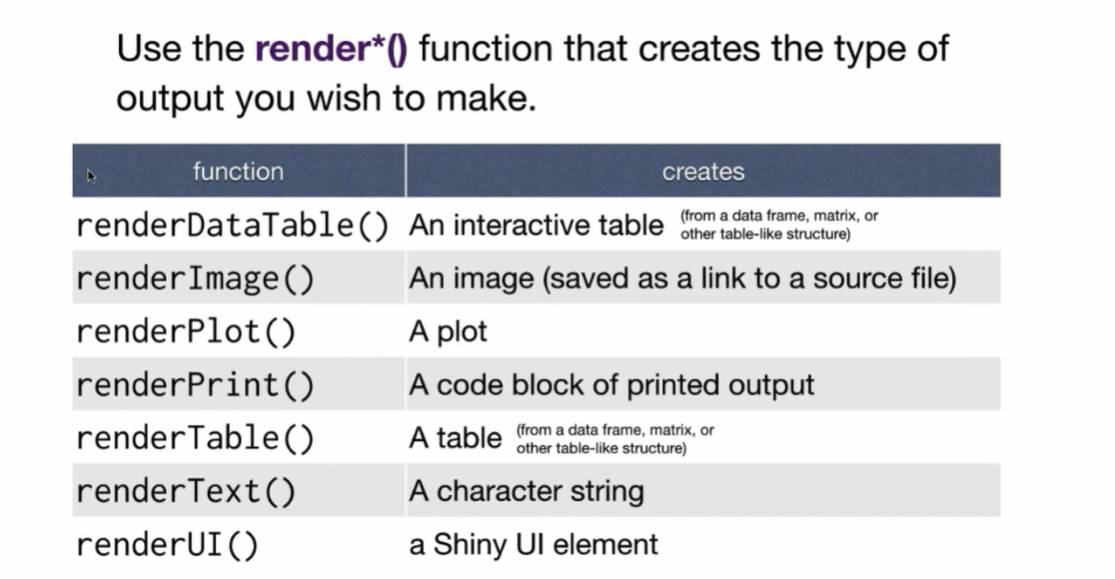 Use the render*() function that creates the type of
output you wish to make.
function creates
renderDataTable() An interactive table (from a data frame, matrix, or
other table-like structure)
renderImage() An image (saved as a link to a source file)
renderPlot() A plot
renderPrint() A code block of printed output
renderTable() A table (from a data frame, matrix, or
other table-like structure)
renderText() A character string
renderUI() a Shiny UI element